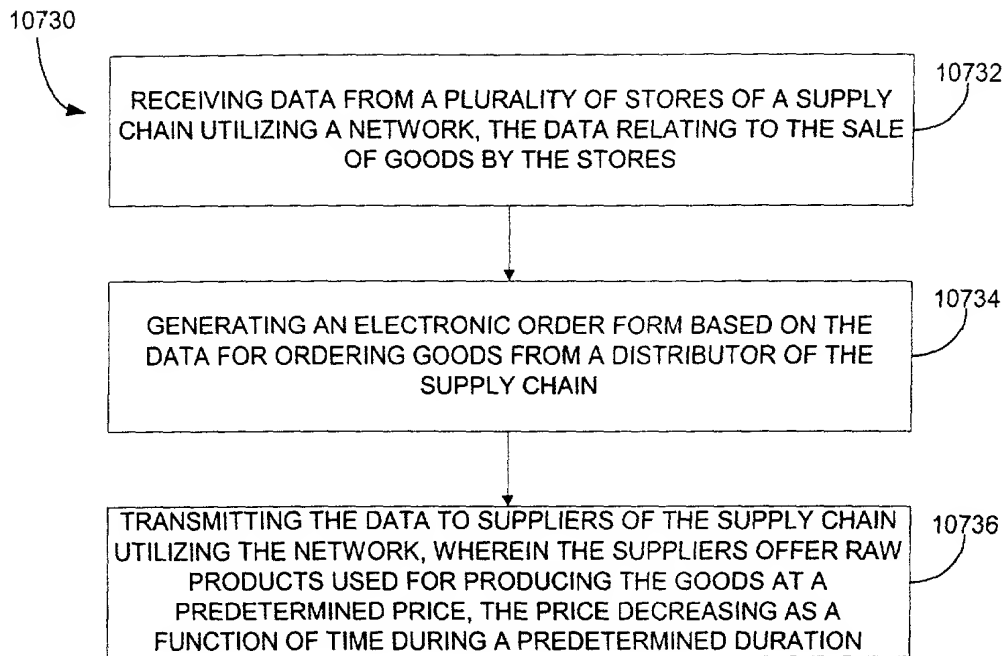 10730
10732
RECEIVING DATA FROM A PLURALITY OF STORES OF A SUPPLY
CHAIN UTILIZING A NETWORK, THE DATA RELATING TO THE SALE
OF GOODS BY THE STORES
10734
GENERATING AN ELECTRONIC ORDER FORM BASED ON THE
DATA FOR ORDERING GOODS FROM A DISTRIBUTOR OF THE
SUPPLY CHAIN
10736
TRANSMITTING THE DATA TO SUPPLIERS OF THE SUPPLY CHAIN
UTILIZING THE NETWORK, WHEREIN THE SUPPLIERS OFFER RAW
PRODUCTS USED FOR PRODUCING THE GOODS AT A
PREDETERMINED PRICE, THE PRICE DECREASING AS A
FUNCTION OF TIME DURING A PREDETERMINED DURATION